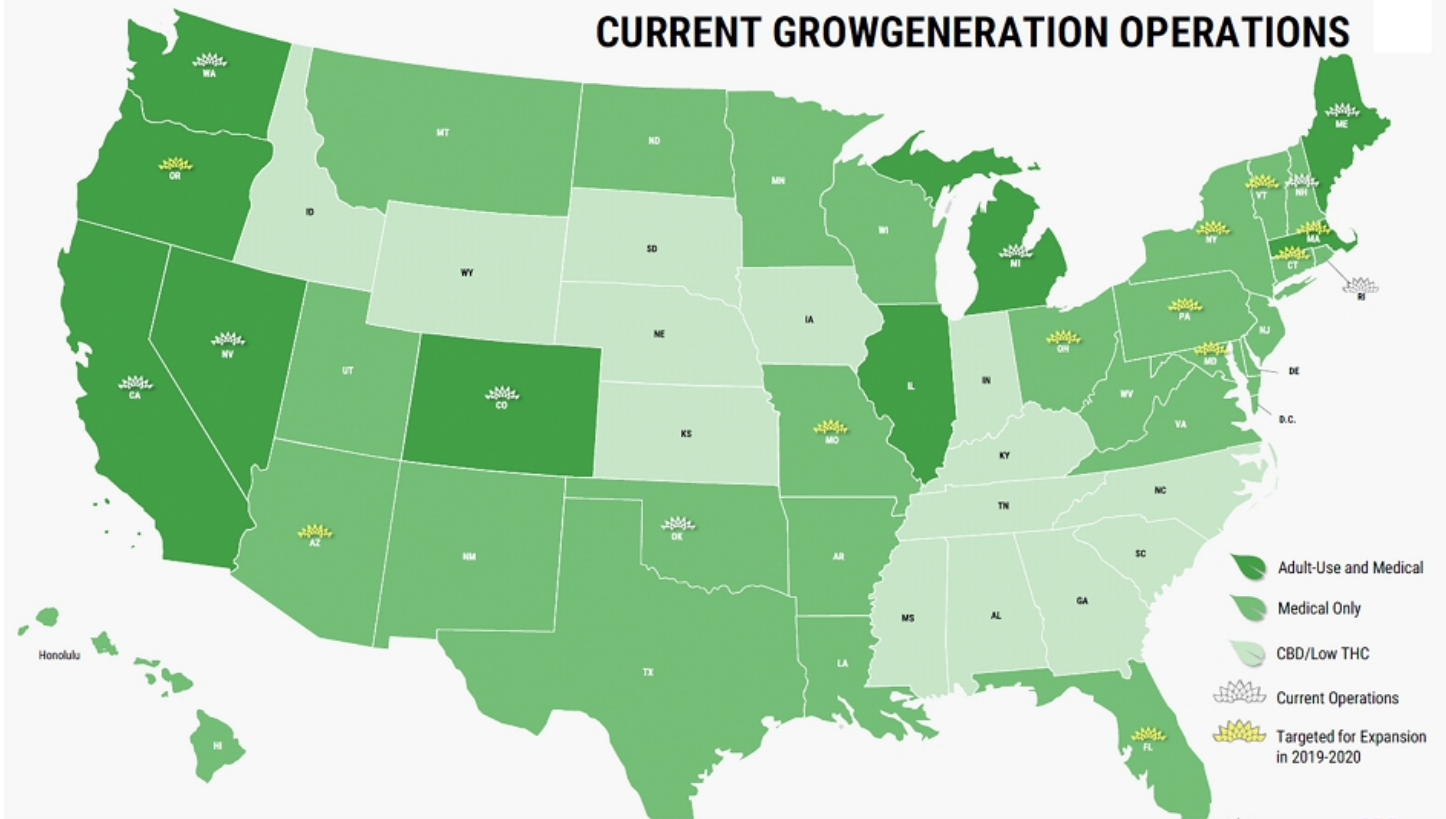 CURRENT GROWGENERATION OPERATIONS
WA
ME
MT
ND
OR
MN
VT
NH
ID
WI
NY
MA
SD
MI
CT
WY
RI
PA
IA
NJ
NE
NV
OH
MD
UT
DE
IN
CA
IL
WV
CO
D.C.
VA
KS
MO
KY
NC
TN
OK
AZ
NM
AR
SC
Adult-Use and Medical
GA
Medical Only
MS
AL
Honolulu
CBD/Low THC
LA
TX
Current Operations
HI
FL
Targeted for Expansion
in 2019-2020